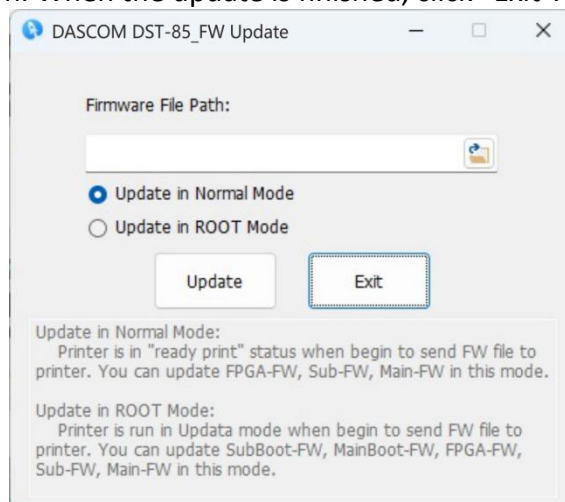 When the update is finished, click "Exit"
DASCOM DST-85_FW Update
Firmware File Path:
Update in Normal Mode
Update in ROOT Mode
Update
Exit
Update in Normal Mode:
Printer is in "ready print" status when begin to send FW file to
printer. You can update FPGA-FW, Sub-FW, Main-FW in this mode.
Update in ROOT Mode:
Printer is run in Updata mode when begin to send FW file to
printer. You can update SubBoot-FW, MainBoot-FW, FPGA-FW,
Sub-FW, Main-FW in this mode.